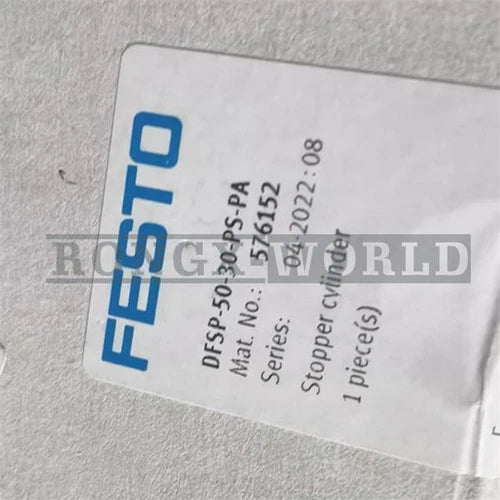 FESTO
DFSP-50-30-PS-PA
Mat. No.: 576152
Series: 04-2022:08
Stopper cylinder
1 piece(s)
RONGX-WORLD